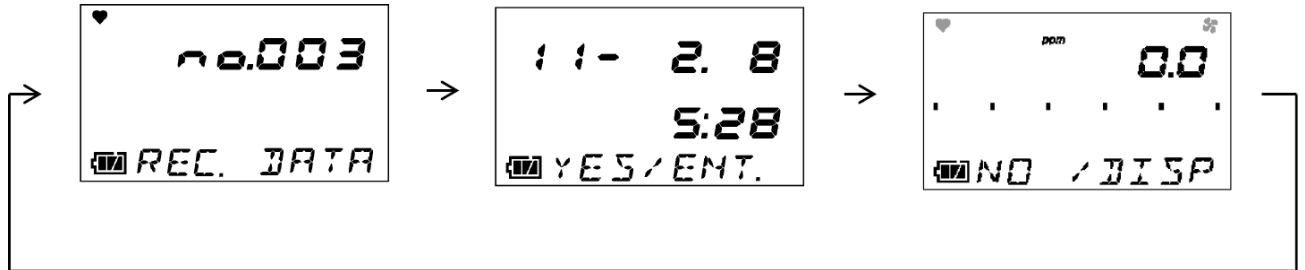 no.003
REC. DATA
11- 2. 8
5:28
YES/ENT.
ppm
0.0
NO /DISP